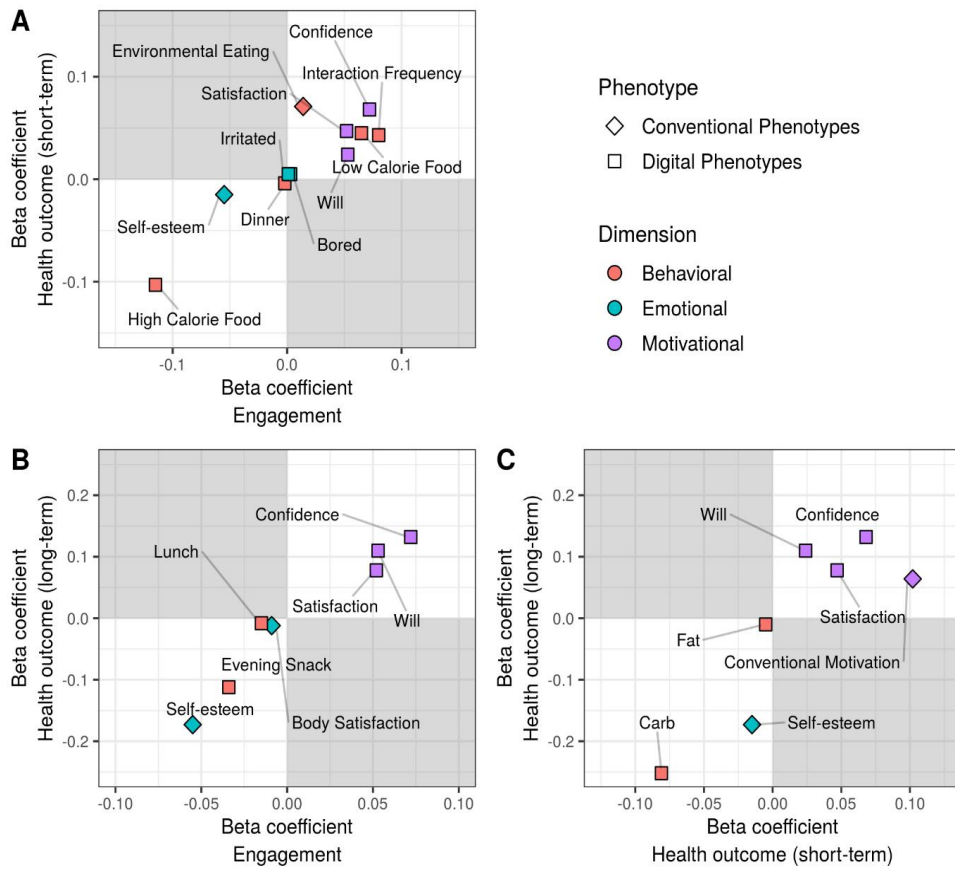 A
Beta coefficient
Health outcome (short-term)
0.1
0.0
-0.1
Confidence
Environmental Eating
Interaction Frequency
Satisfaction
Irritated
Low Calorie Food
Will
Dinner
Self-esteem
Bored
High Calorie Food
-0.1
0.0
0.1
Beta coefficient
Engagement
Phenotype
Conventional Phenotypes
Digital Phenotypes
Dimension
Behavioral
Emotional
Motivational
B
Beta coefficient
Health outcome (long-term)
0.2
0.1
0.0
-0.1
-0.2
Confidence
Lunch
Satisfaction
Will
Evening Snack
Self-esteem
Body Satisfaction
-0.10
-0.05
0.00
0.05
0.10
Beta coefficient
Engagement
C
Beta coefficient
Health outcome (long-term)
0.2
0.1
0.0
-0.1
-0.2
Will
Confidence
Satisfaction
Fat
Conventional Motivation
Carb
Self-esteem
-0.10
-0.05
0.00
0.05
0.10
Beta coefficient
Health outcome (short-term)